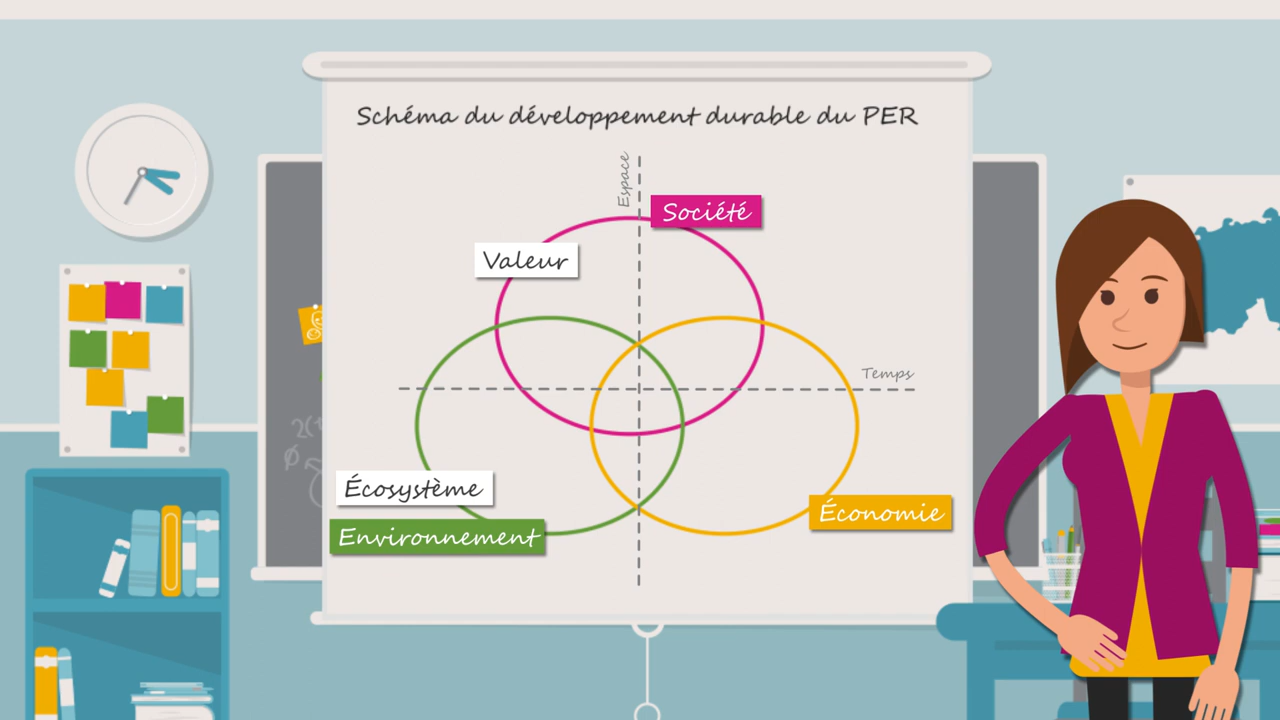 Schéma du développement durable du PER
Espace
Société
Valeur
Temps
Écosystème
Économie
Environnement